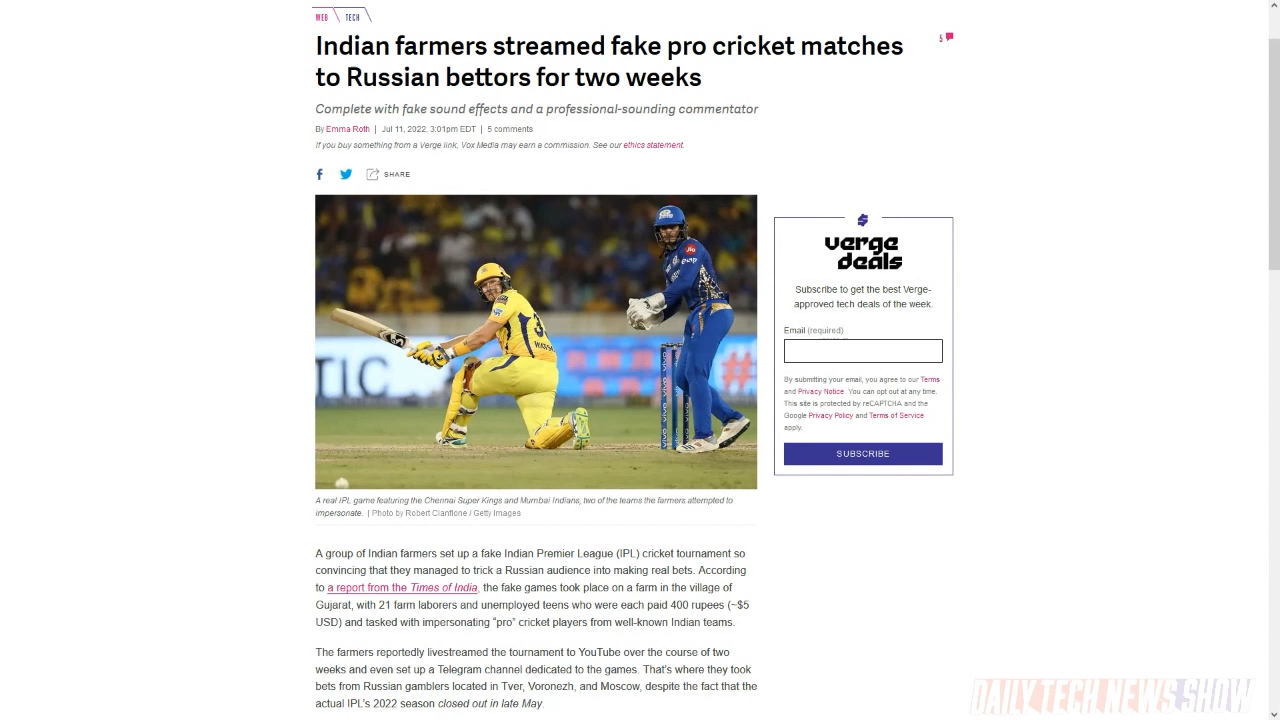 WEB TECH
Indian farmers streamed fake pro cricket matches
to Russian bettors for two weeks
5
Complete with fake sound effects and a professional-sounding commentator
By Emma Roth | Jul 11, 2022, 3:01pm EDT | 5 comments
If you buy something from a Verge link, Vox Media may earn a commission. See our ethics statement.
SHARE
TIC
Jio
A real IPL game featuring the Chennai Super Kings and Mumbai Indians, two of the teams the farmers attempted to
impersonate. | Photo by Robert Cianflone / Getty Images
verge
deals
Subscribe to get the best Verge-
approved tech deals of the week.
Email (required)
By submitting your email, you agree to our Terms
and Privacy Notice. You can opt out at any time.
This site is protected by reCAPTCHA and the
Google Privacy Policy and Terms of Service
apply.
SUBSCRIBE
A group of Indian farmers set up a fake Indian Premier League (IPL) cricket tournament so
convincing that they managed to trick a Russian audience into making real bets. According
to a report from the Times of India, the fake games took place on a farm in the village of
Gujarat, with 21 farm laborers and unemployed teens who were each paid 400 rupees (~$5
USD) and tasked with impersonating “pro” cricket players from well-known Indian teams.
The farmers reportedly livestreamed the tournament to YouTube over the course of two
weeks and even set up a Telegram channel dedicated to the games. That’s where they took
bets from Russian gamblers located in Tver, Voronezh, and Moscow, despite the fact that the
actual IPL’s 2022 season closed out in late May.
DAILY TECH NEWS SHOW